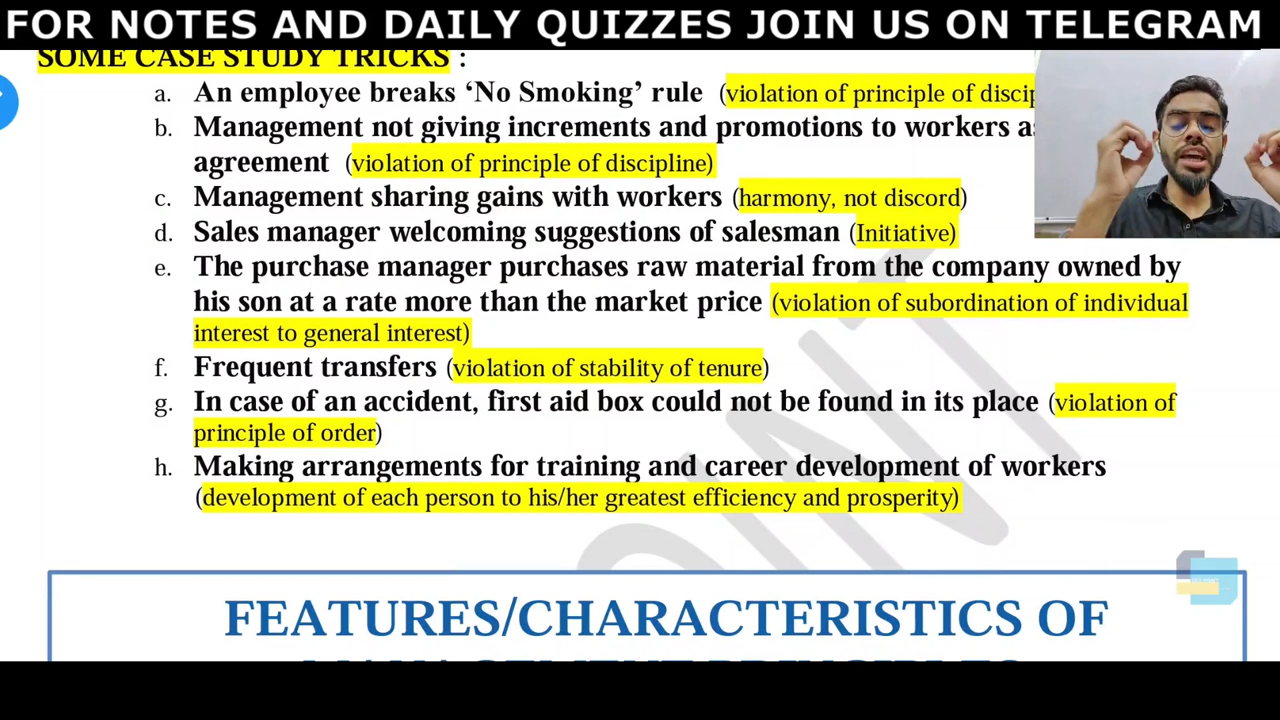 FOR NOTES AND DAILY QUIZZES JOIN US ON TELEGRAM
SOME CASE STUDY TRICKS :
a. An employee breaks ‘No Smoking’ rule (violation of principle of discip
b. Management not giving increments and promotions to workers as
agreement (violation of principle of discipline)
c. Management sharing gains with workers (harmony, not discord)
d. Sales manager welcoming suggestions of salesman (Initiative)
e. The purchase manager purchases raw material from the company owned by
his son at a rate more than the market price (violation of subordination of individual
interest to general interest)
f. Frequent transfers (violation of stability of tenure)
g. In case of an accident, first aid box could not be found in its place (violation of
principle of order)
h. Making arrangements for training and career development of workers
(development of each person to his/her greatest efficiency and prosperity)
FEATURES/CHARACTERISTICS OF
MANAGEMENT PRINCIPLES